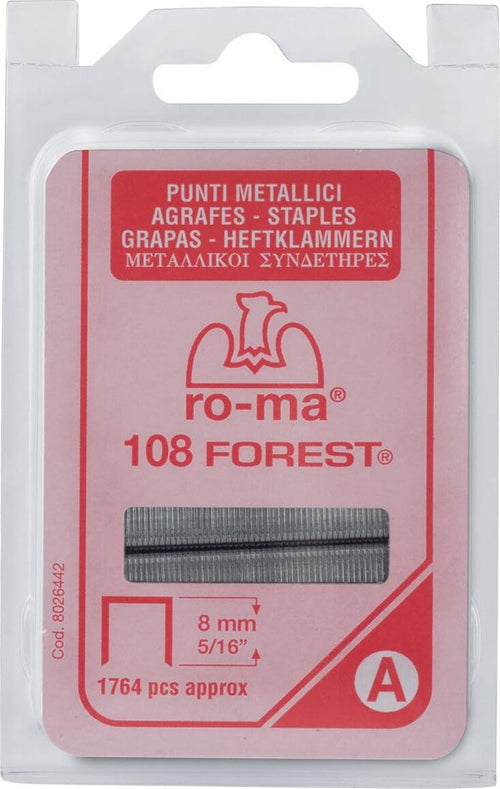 PUNTI METALLICI
AGRAFES - STAPLES
GRAPAS - HEFTKLAMMERN
ΜΕΤΑΛΛΙΚΟΙ ΣΥΝΔΕΤΗΡΕΣ
ro-ma®
108 FOREST®
Cod. 8026442
8 mm
5/16”
1764 pcs approx
A